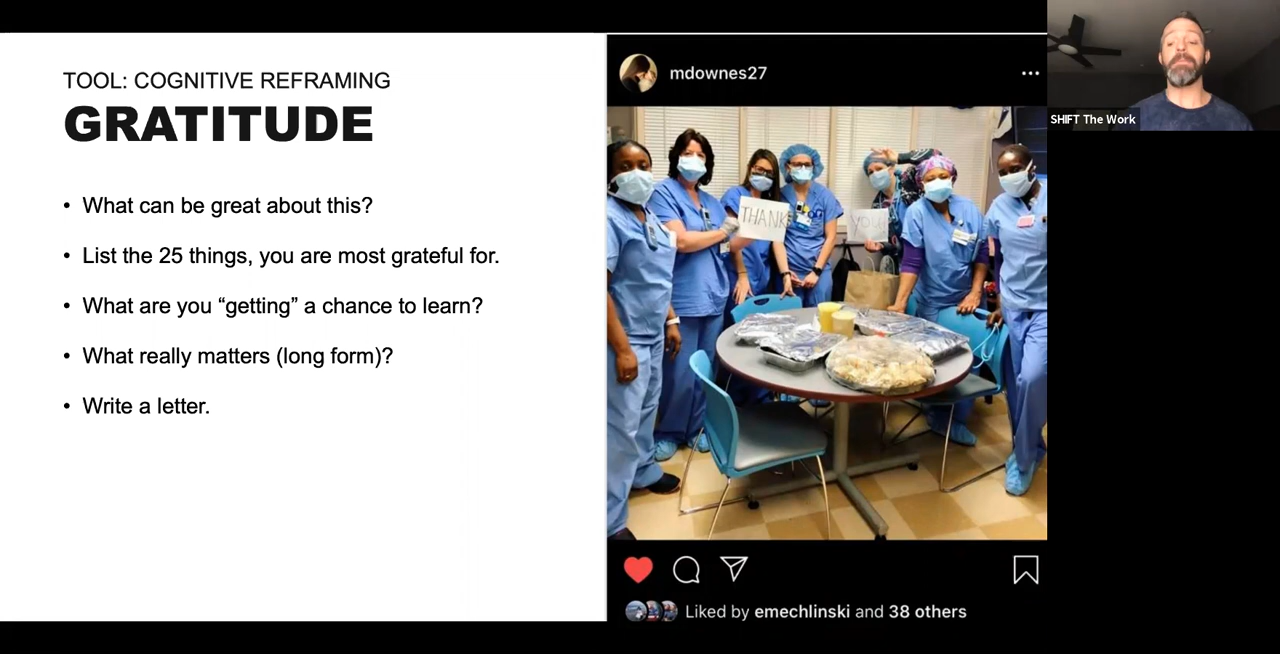 TOOL: COGNITIVE REFRAMING
GRATITUDE
• What can be great about this?
• List the 25 things, you are most grateful for.
• What are you “getting” a chance to learn?
• What really matters (long form)?
• Write a letter.
mdownes27
THANK
YOU
Liked by emechlinski and 38 others
SHIFT The Work